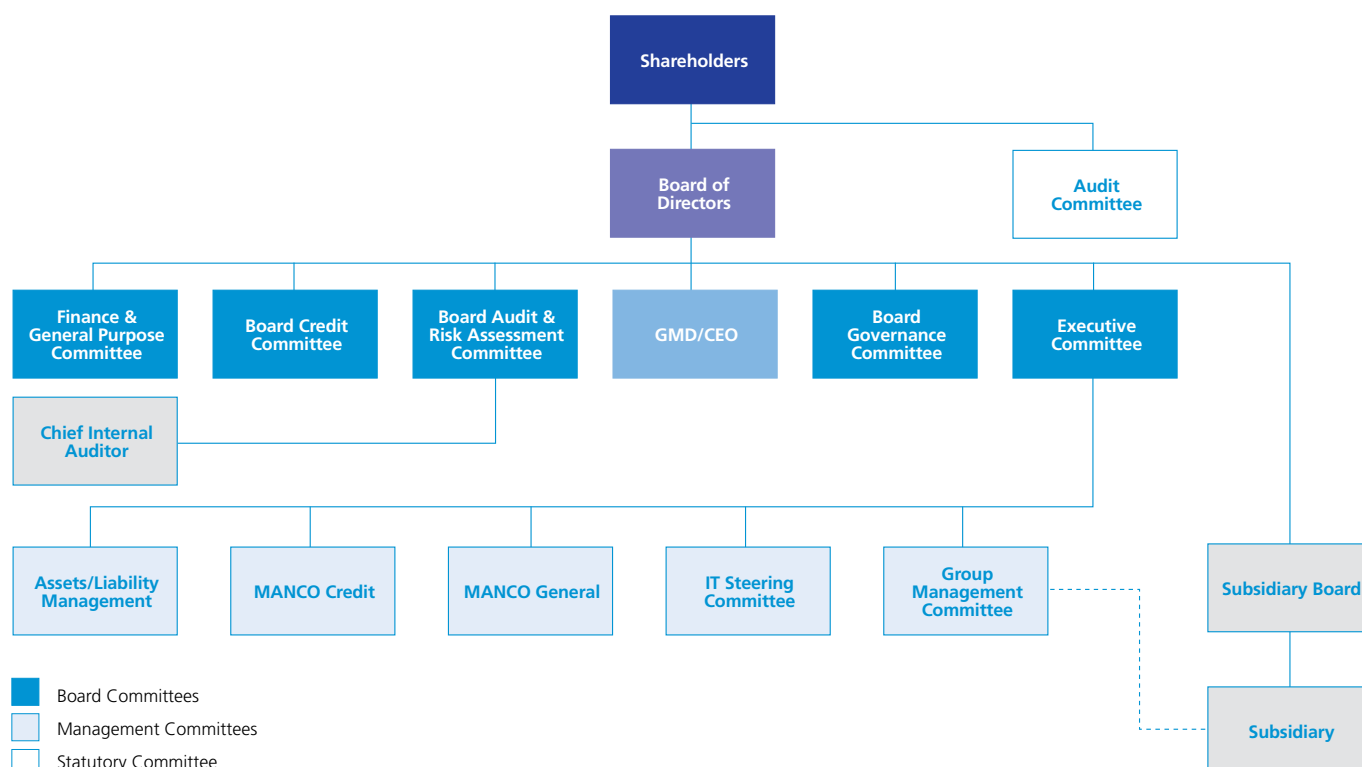 Shareholders
Board of
Directors
Audit
Committee
Finance &
General Purpose
Committee
Board Credit
Committee
Board Audit &
Risk Assessment
Committee
GMD/CEO
Board
Governance
Committee
Executive
Committee
Chief Internal
Auditor
Assets/Liability
Management
MANCO Credit
MANCO General
IT Steering
Committee
Group
Management
Committee
Subsidiary Board
Subsidiary
Board Committees
Management Committees
Statutory Committee